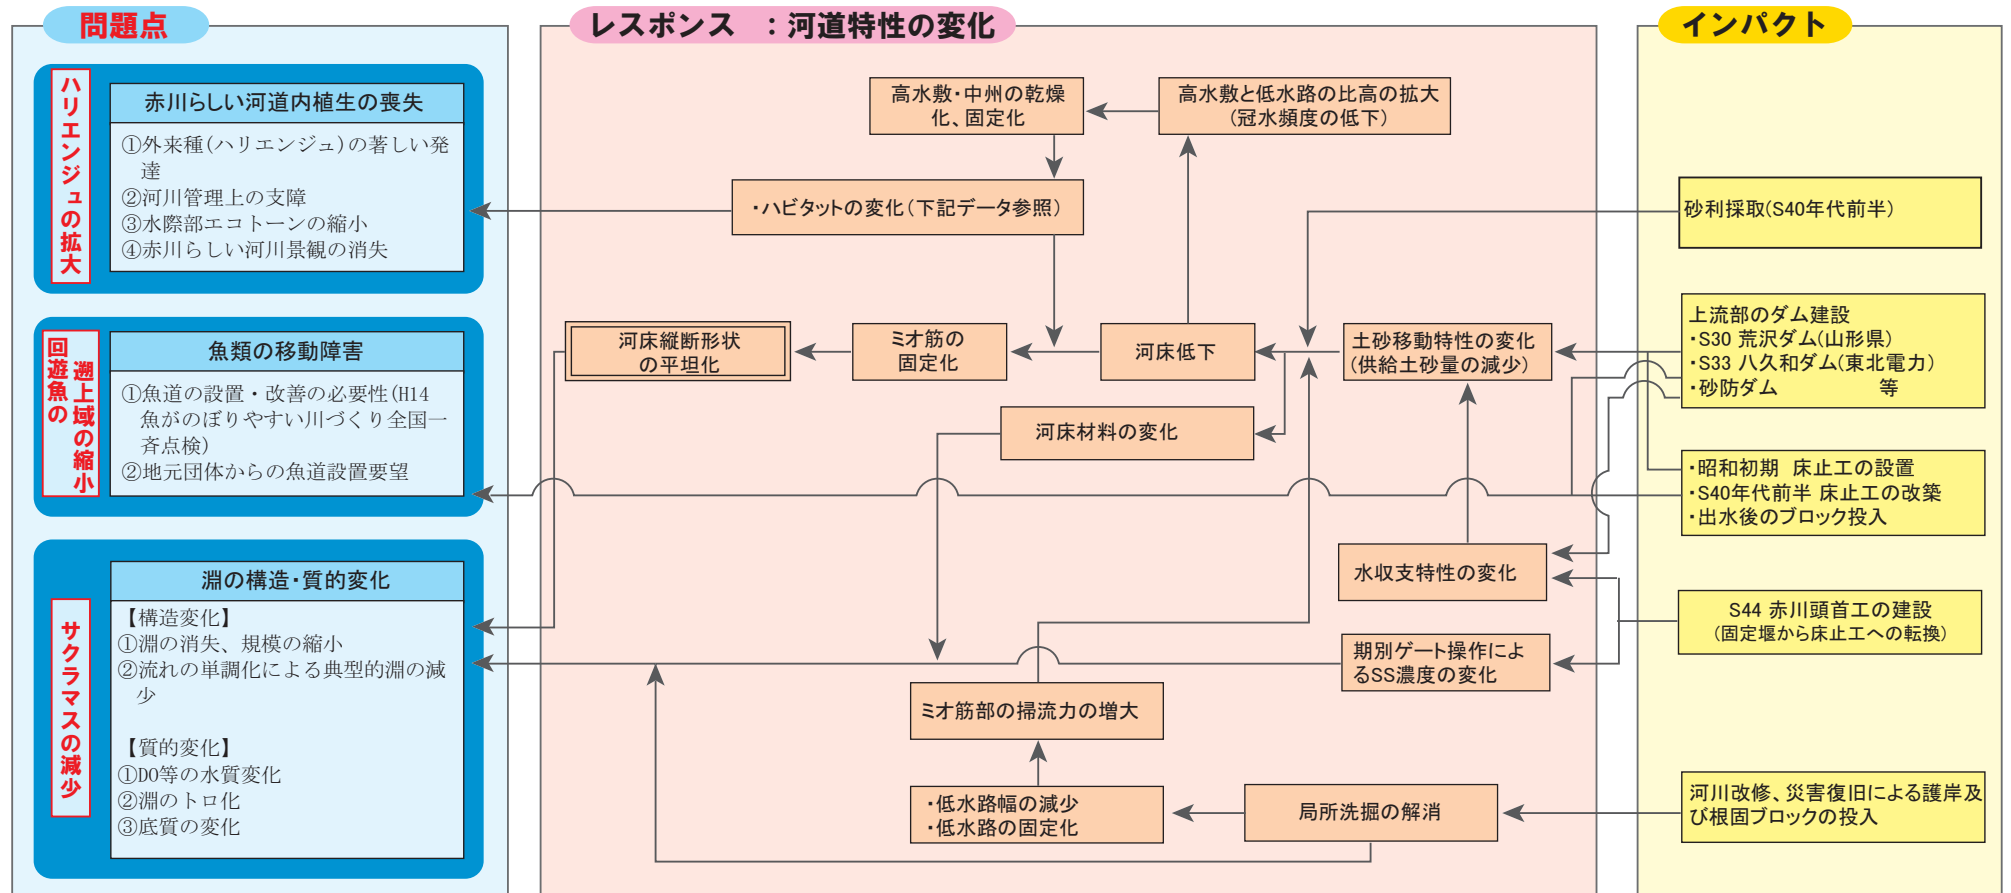 問題点
ハリエンジュの拡大
赤川らしい河道内植生の喪失
①外来種(ハリエンジュ)の著しい発
達
②河川管理上の支障
③水際部エコトーンの縮小
④赤川らしい河川景観の消失
回遊魚の
遡上域の縮小
魚類の移動障害
①魚道の設置・改善の必要性(H14
魚がのぼりやすい川づくり全国一
斉点検)
②地元団体からの魚道設置要望
サクラマスの減少
淵の構造・質的変化
【構造変化】
①淵の消失、規模の縮小
②流れの単調化による典型的淵の減
少
【質的変化】
①DO等の水質変化
②淵のトロ化
③底質の変化
レスポンス　：河道特性の変化
高水敷・中州の乾燥
化、固定化
高水敷と低水路の比高の拡大
(冠水頻度の低下)
・ハビタットの変化(下記データ参照)
河床縦断形状
の平坦化
ミオ筋の
固定化
河床低下
土砂移動特性の変化
(供給土砂量の減少)
河床材料の変化
水収支特性の変化
期別ゲート操作によ
るSS濃度の変化
ミオ筋部の掃流力の増大
・低水路幅の減少
・低水路の固定化
局所洗掘の解消
インパクト
砂利採取(S40年代前半)
上流部のダム建設
・S30 荒沢ダム(山形県)
・S33 八久和ダム(東北電力)
・砂防ダム　　　　　等
・昭和初期　床止工の設置
・S40年代前半 床止工の改築
・出水後のブロック投入
S44 赤川頭首工の建設
(固定堰から床止工への転換)
河川改修、災害復旧による護岸及
び根固ブロックの投入